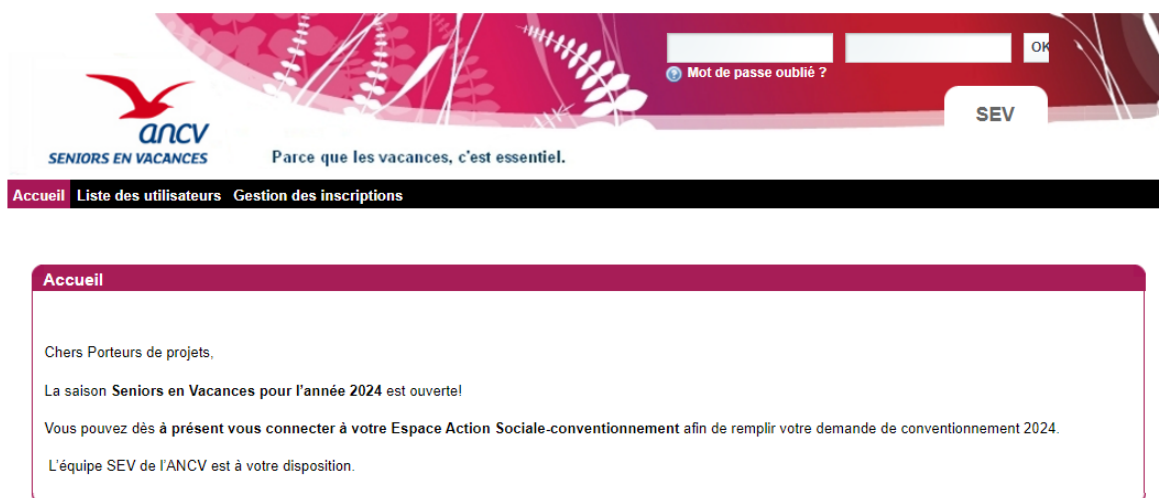 OK
Mot de passe oublié ?
SEV
ancv
SENIORS EN VACANCES
Parce que les vacances, c'est essentiel.
Accueil Liste des utilisateurs Gestion des inscriptions
Accueil
Chers Porteurs de projets,
La saison Seniors en Vacances pour l'année 2024 est ouverte!
Vous pouvez dès à présent vous connecter à votre Espace Action Sociale-conventionnement afin de remplir votre demande de conventionnement 2024.
L'équipe SEV de l'ANCV est à votre disposition.